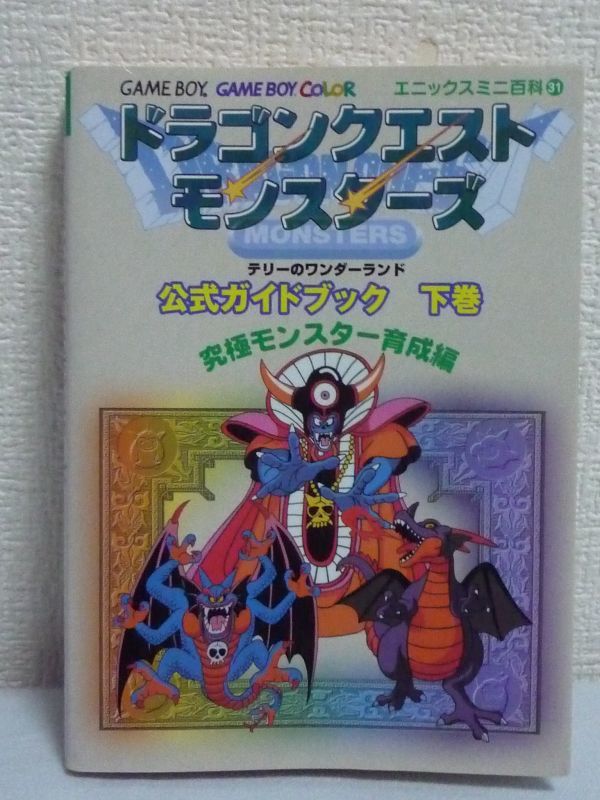 GAME BOY. GAME BOY COLOR エニックスミニ百科31
ドラゴンクエスト
モンスターズ
MONSTERS
テリーのワンダーランド
公式ガイドブック 下巻
究極モンスター育成編